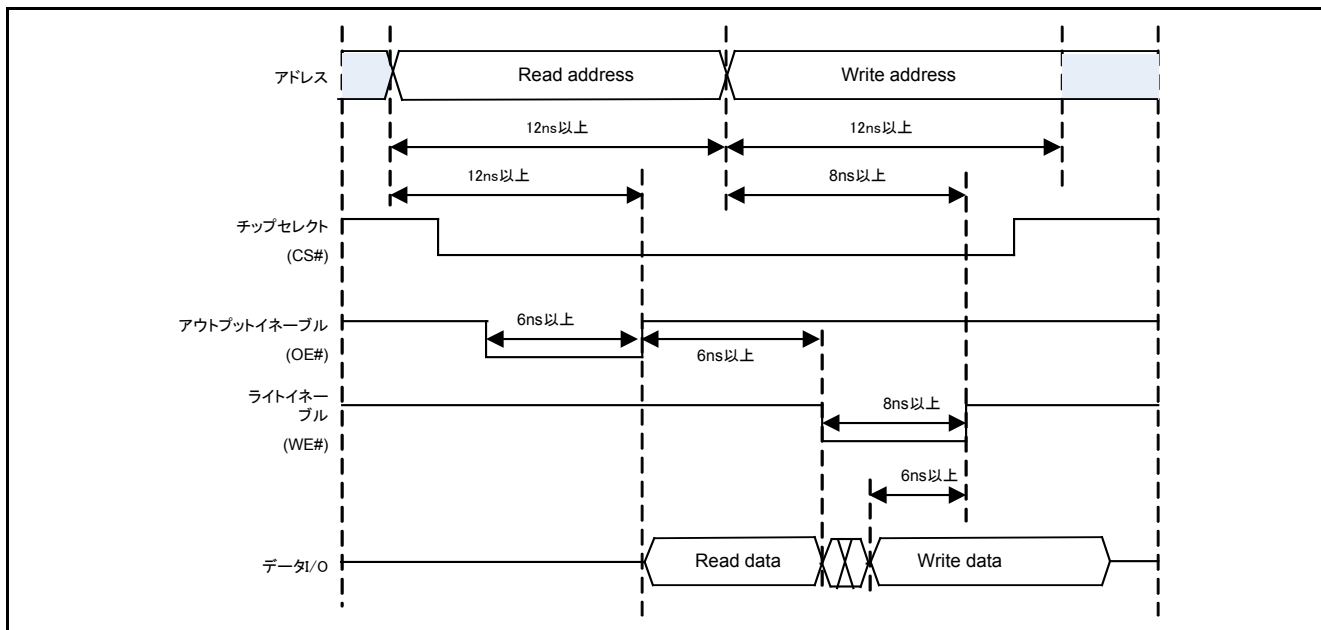 アドレス
Read address
Write address
12ns以上
12ns以上
12ns以上
8ns以上
チップセレクト
(CS#)
アウトプットイネーブル
(OE#)
6ns以上
6ns以上
ライトイネー
ブル
(WE#)
8ns以上
6ns以上
データI/O
Read data
Write data